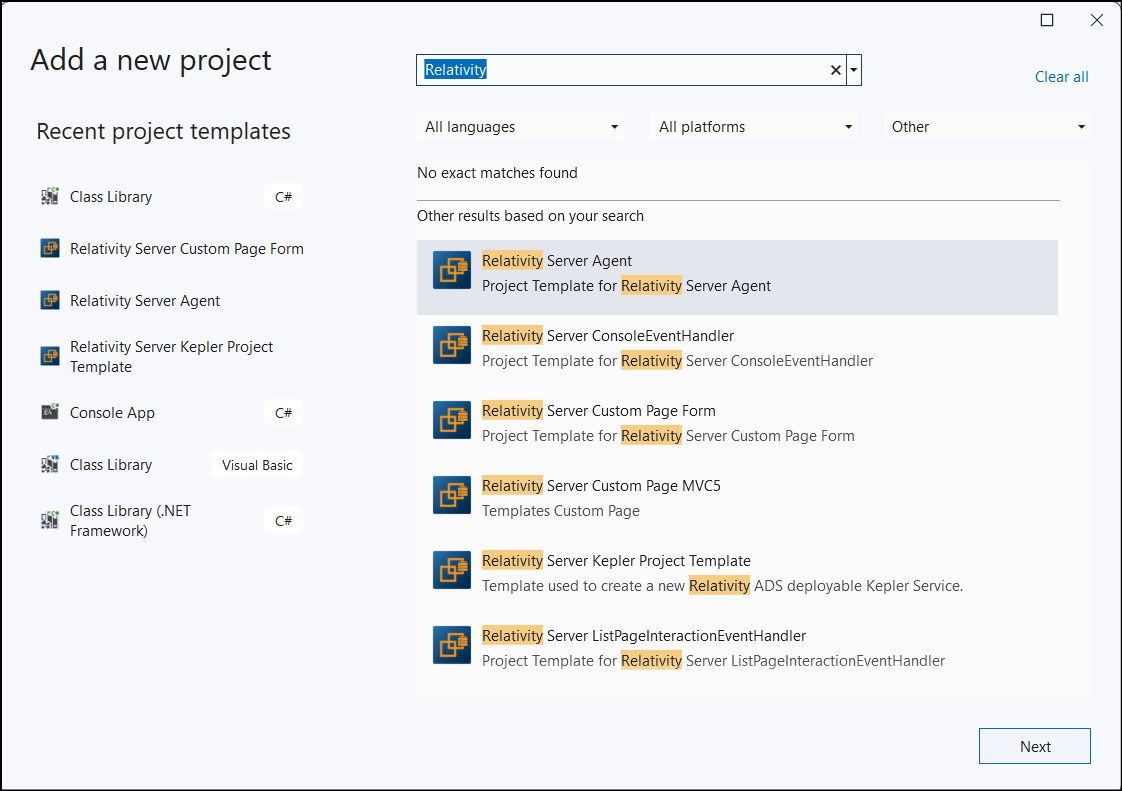 Add a new project
Relativity
Clear all
Recent project templates
All languages
All platforms
Other
Class Library
C#
Relativity Server Custom Page Form
Relativity Server Agent
Relativity Server Kepler Project
Template
Console App
C#
Class Library
Visual Basic
Class Library (.NET
Framework)
C#
No exact matches found
Other results based on your search
Relativity Server Agent
Project Template for Relativity Server Agent
Relativity Server ConsoleEventHandler
Project Template for Relativity Server ConsoleEventHandler
Relativity Server Custom Page Form
Project Template for Relativity Server Custom Page Form
Relativity Server Custom Page MVC5
Templates Custom Page
Relativity Server Kepler Project Template
Template used to create a new Relativity ADS deployable Kepler Service.
Relativity Server ListPageInteractionEventHandler
Project Template for Relativity Server ListPageInteractionEventHandler
Next